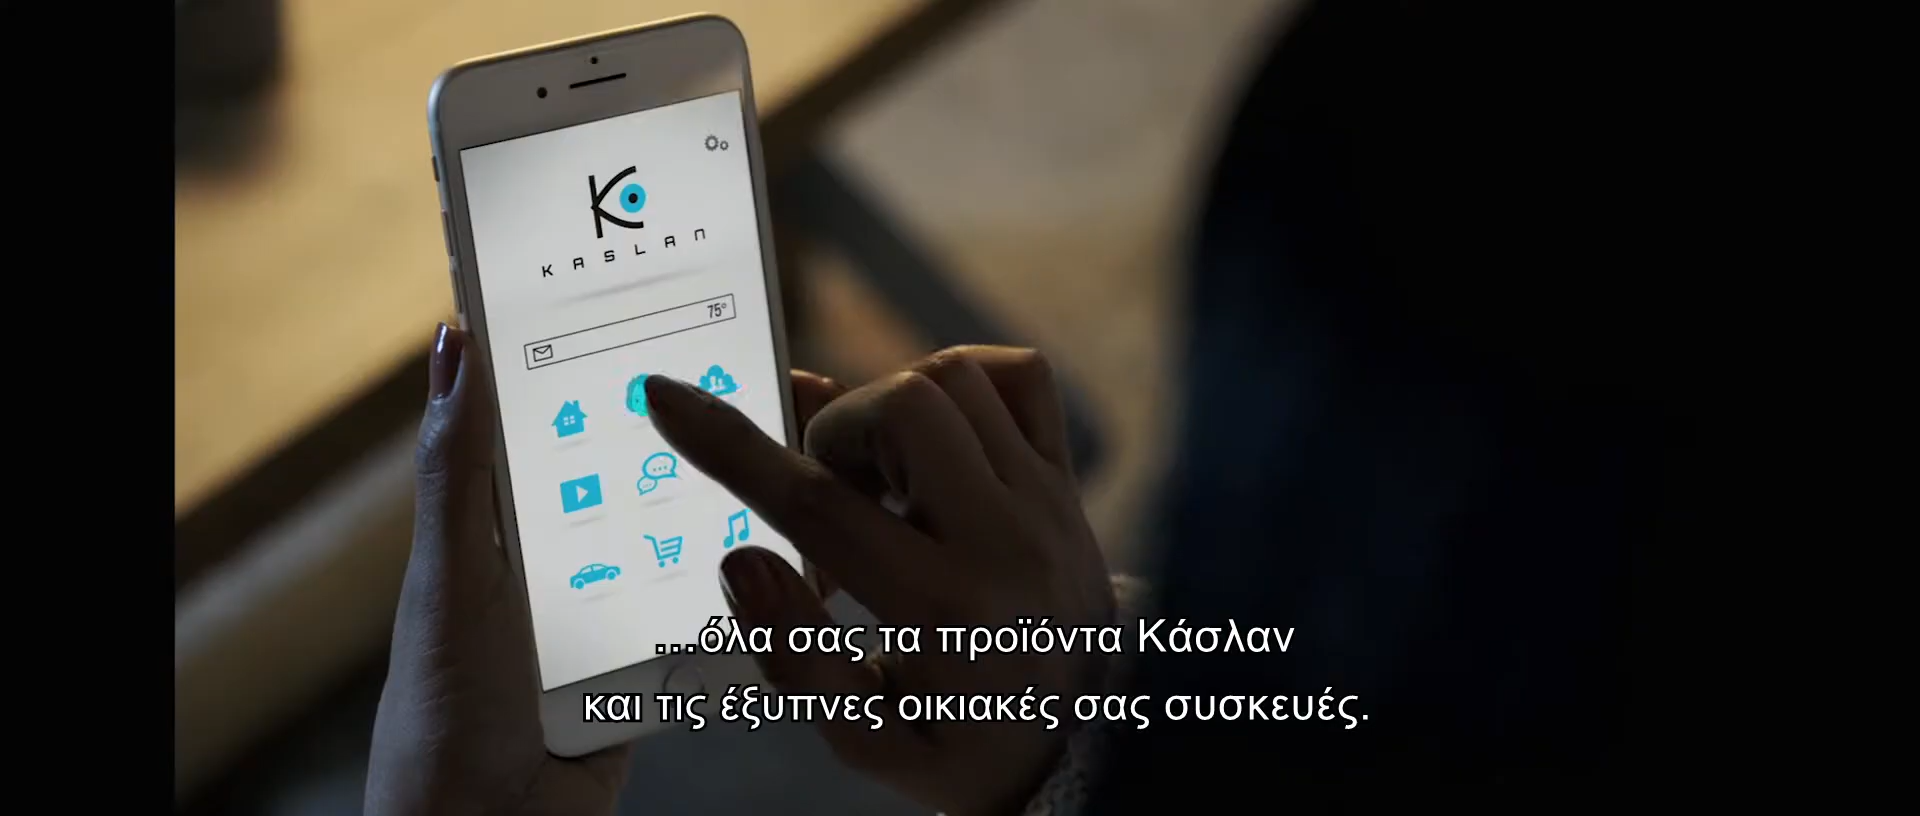 KASLAN
75°
...όλα σας τα προϊόντα Κάσλαν
και τις έξυπνες οικιακές σας συσκευές.